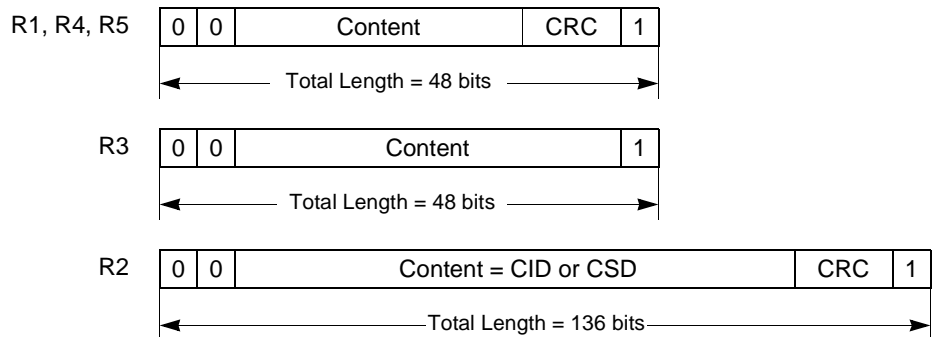 R1, R4, R5 0 0 Content CRC 1
Total Length = 48 bits
R3 0 0 Content 1
Total Length = 48 bits
R2 0 0 Content = CID or CSD CRC 1
Total Length = 136 bits